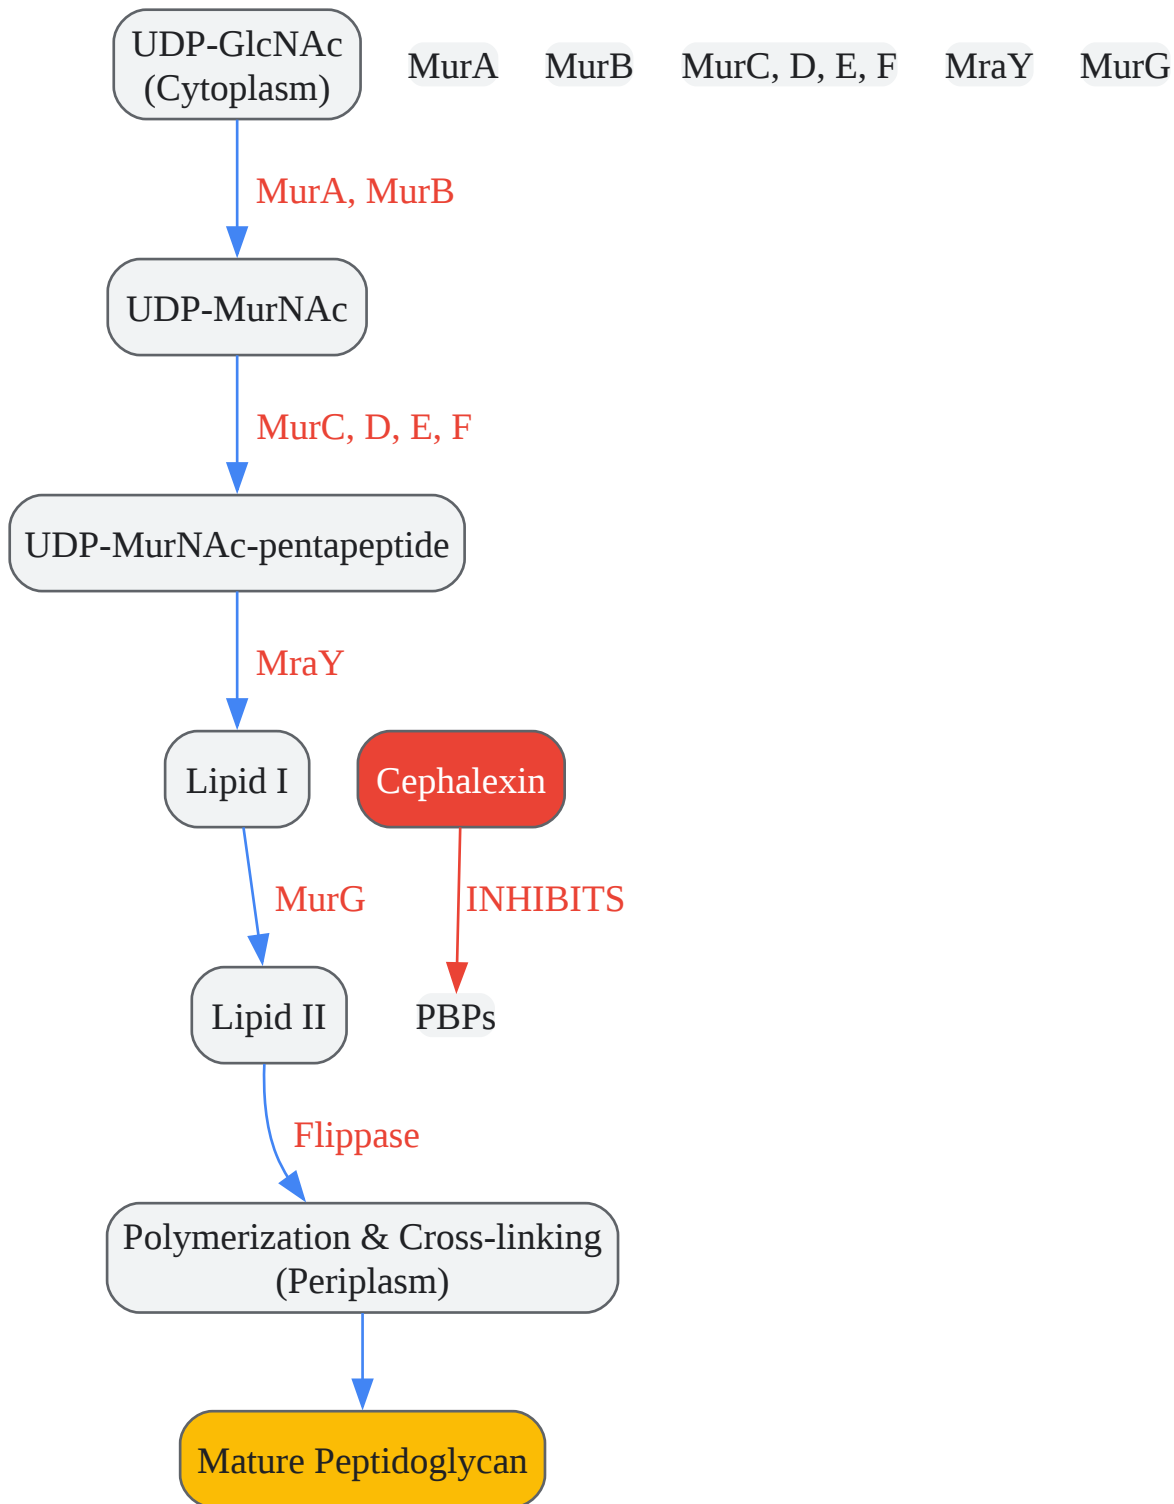 UDP-GlcNAc
(Cytoplasm)
MurA
MurB
MurC, D, E, F
MraY
MurG
MurA, MurB
UDP-MurNAc
MurC, D, E, F
UDP-MurNAc-pentapeptide
MraY
Lipid I
Cephalexin
MurG
INHIBITS
Lipid II
PBPs
Flippase
Polymerization & Cross-linking
(Periplasm)
Mature Peptidoglycan